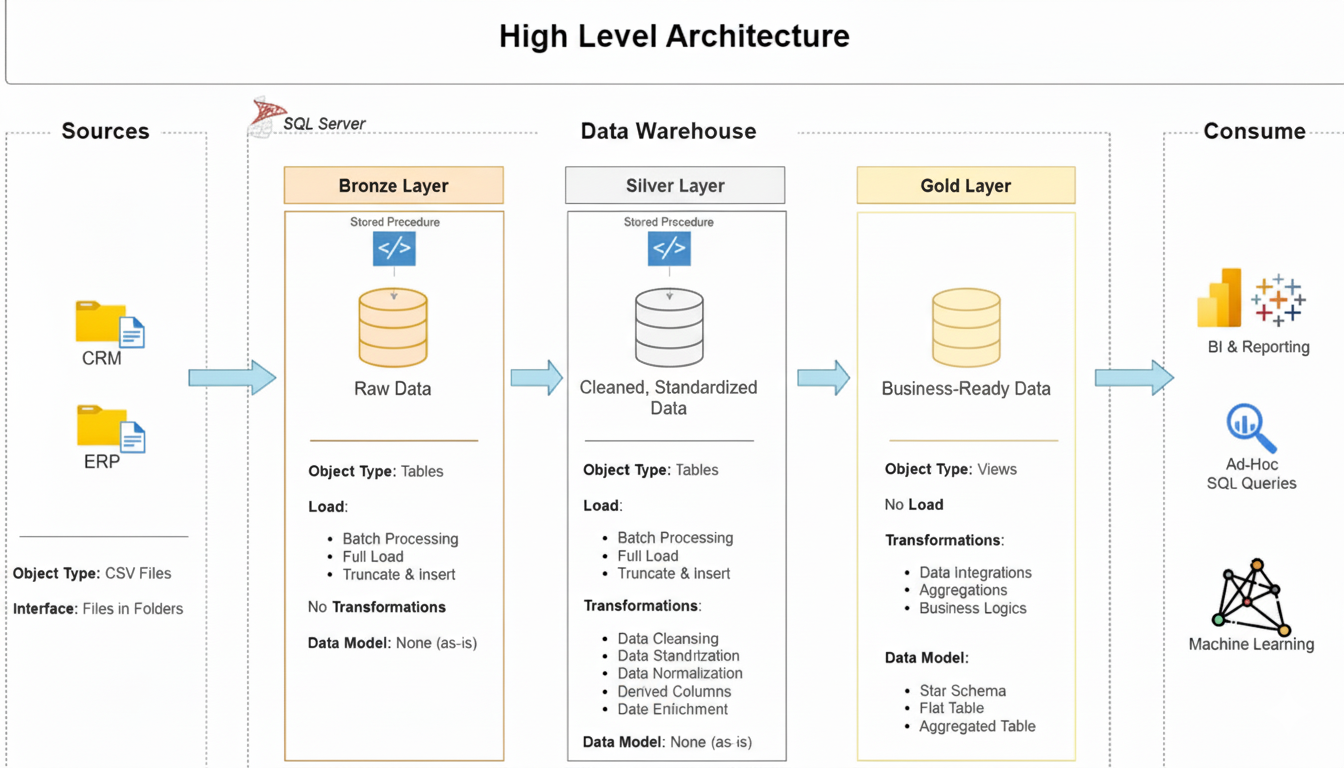 High Level Architecture
Sources
CRM
ERP
Object Type: CSV Files
Interface: Files in Folders
SQL Server
Data Warehouse
Bronze Layer
Stored Precedure
</>
Raw Data
Object Type: Tables
Load:
• Batch Processing
• Full Load
• Truncate & insert
No Transformations
Data Model: None (as-is)
Silver Layer
Stored Prscedure
</>
Cleaned, Standardized
Data
Object Type: Tables
Load:
• Batch Processing
• Full Load
• Truncate & insert
Transformations:
• Data Cleansing
• Data
• Data Normalization
• Derived Columns
• Date
Data Model: None (as is)
Gold Layer
Business-Ready Data
Object Type: Views
No Load
Transformations:
• Data Integrations
• Aggregations
• Business Logics
Data Model:
• Star Schema
• Flat Table
• Aggregated Table
Consume
BI & Reporting
Ad-Hoc
SQL Queries
Machine Learning